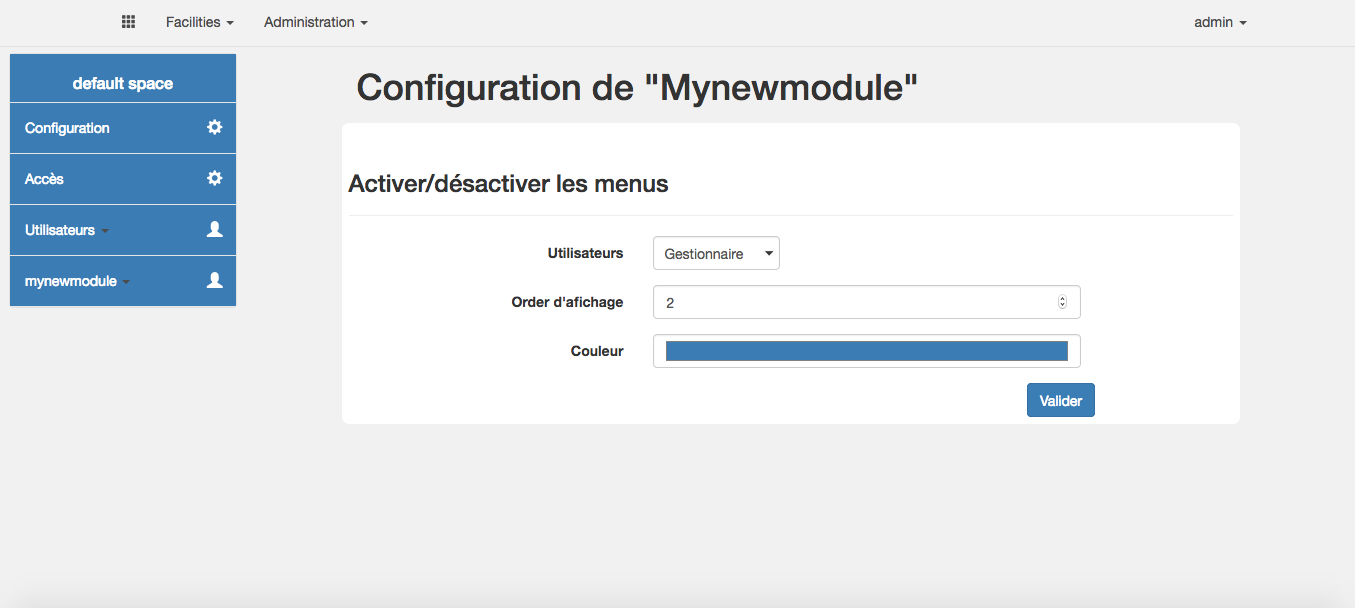 Facilities
Administration
admin
default space
Configuration
Accès
Utilisateurs
mynewmodule
Configuration de "Mynewmodule"
Activer/désactiver les menus
Utilisateurs
Gestionnaire
Order d'afichage
2
Couleur
Valider